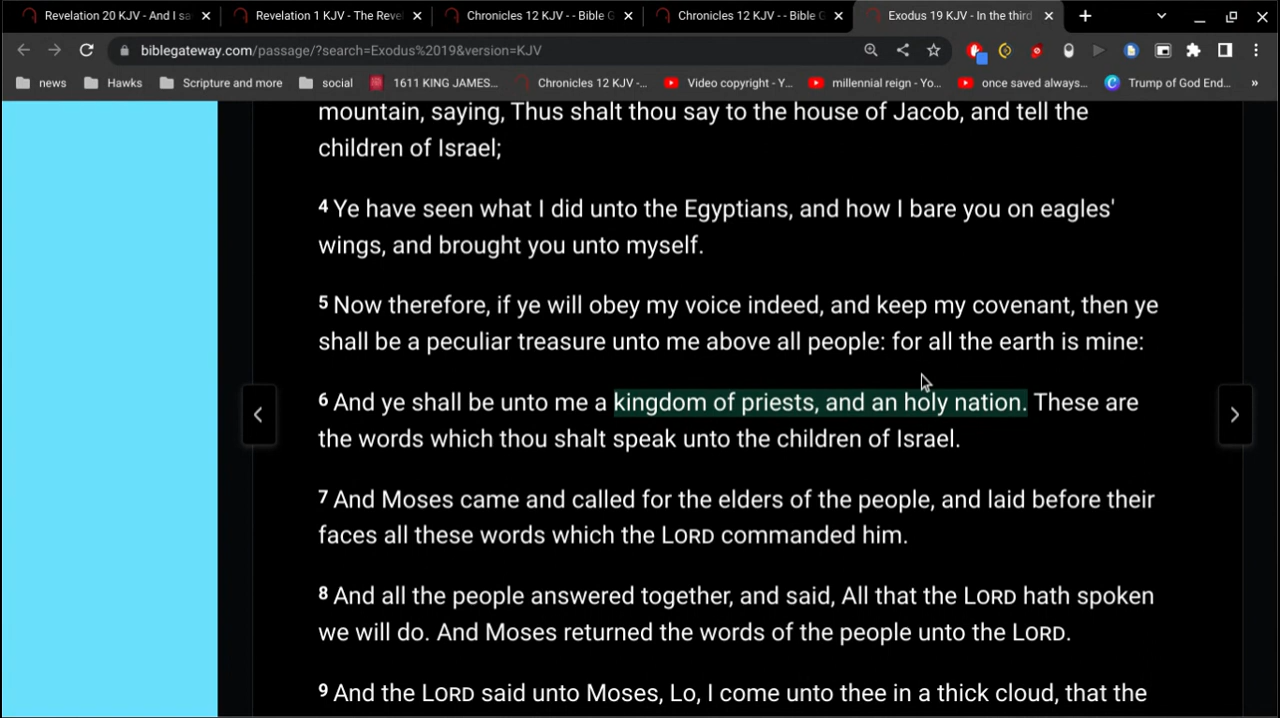 Revelation 20 KJV - And I sa
Revelation 1 KJV - The Reve
Chronicles 12 KJV - - Bible G
Chronicles 12 KJV - - Bible G
Exodus 19 KJV - In the third
biblegateway.com/passage/?search=Exodus%2019&version=KJV
news
Hawks
Scripture and more
social
1611 KING JAMES...
Chronicles 12 KJV -...
Video copyright - Y...
millennial reign - Yo...
once saved always...
Trump of God End...
»
mountain, saying, Thus shalt thou say to the house of Jacob, and tell the
children of Israel;
4 Ye have seen what I did unto the Egyptians, and how I bare you on eagles'
wings, and brought you unto myself.
5 Now therefore, if ye will obey my voice indeed, and keep my covenant, then ye
shall be a peculiar treasure unto me above all people: for all the earth is mine:
6 And ye shall be unto me a kingdom of priests, and an holy nation. These are
the words which thou shalt speak unto the children of Israel.
7 And Moses came and called for the elders of the people, and laid before their
faces all these words which the LORD commanded him.
8 And all the people answered together, and said, All that the LORD hath spoken
we will do. And Moses returned the words of the people unto the LORD.
9 And the LORD said unto Moses, Lo, I come unto thee in a thick cloud, that the